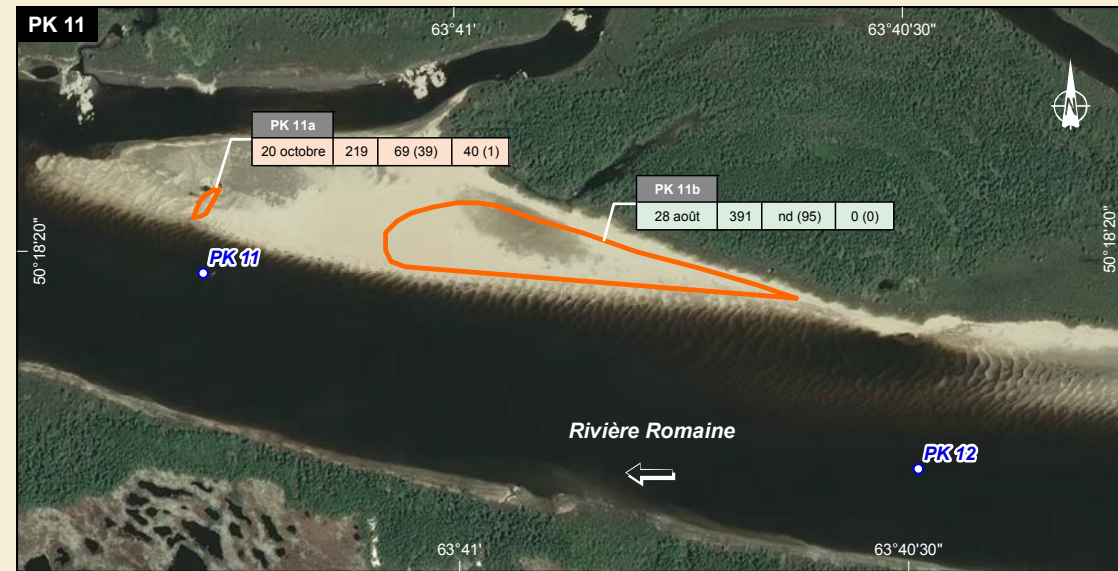 PK 11
63°41'
63°40'30"
PK 11a
20 octobre 219 69 (39) 40 (1)
N
PK 11b
28 août 391 nd (95) 0 (0)
50°18'20"
50°18'20"
PK 11
Rivière Romaine
PK 12
63°41'
63°40'30"